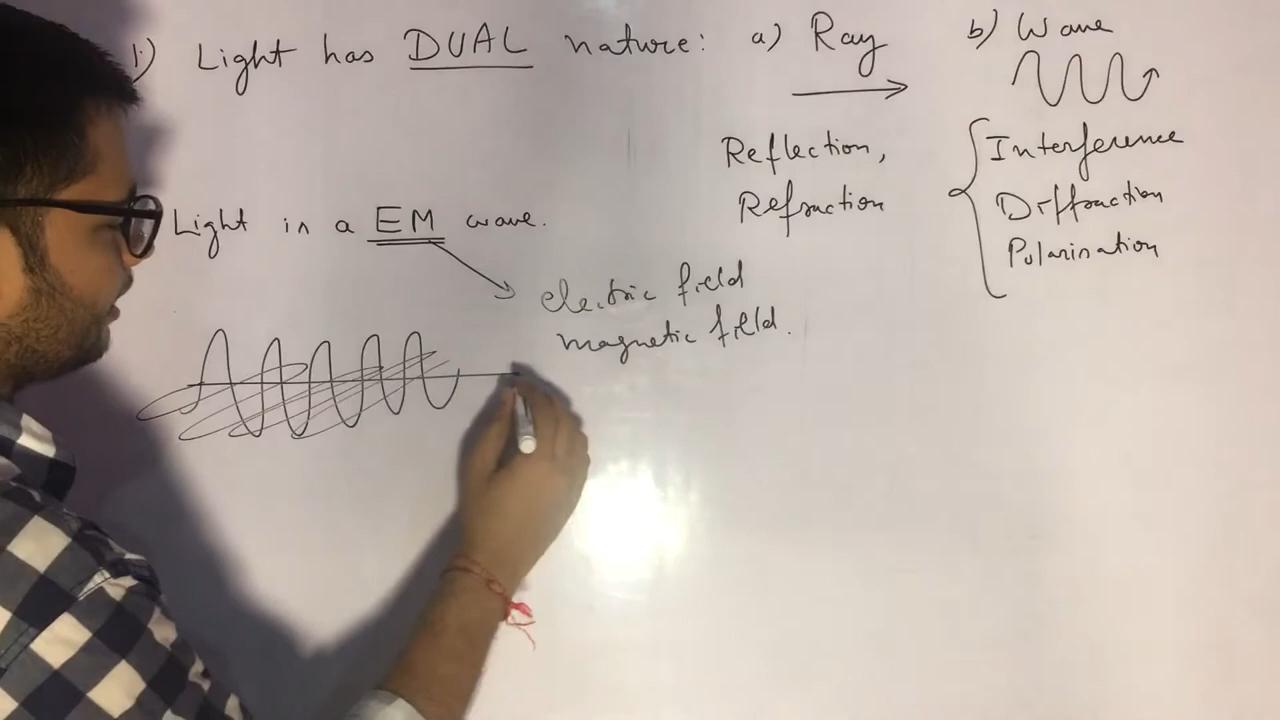 1) Light has DUAL nature: a) Ray b) Wave
Reflection,
Refraction
Interference
Diffraction
Polarisation
Light is a EM wave.
electric field
magnetic field.